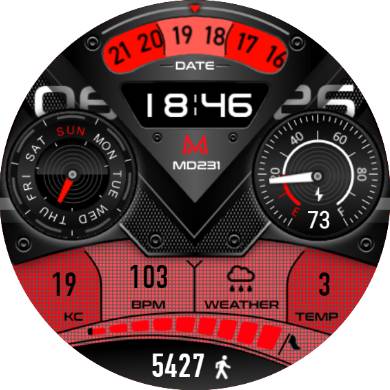 21 20 19 18 17 16
DATE
18:46
MD231
SUN MON TUE WED THU FRI SAT
40 60 80
E F
73
19 103 3
KC BPM WEATHER TEMP
5427